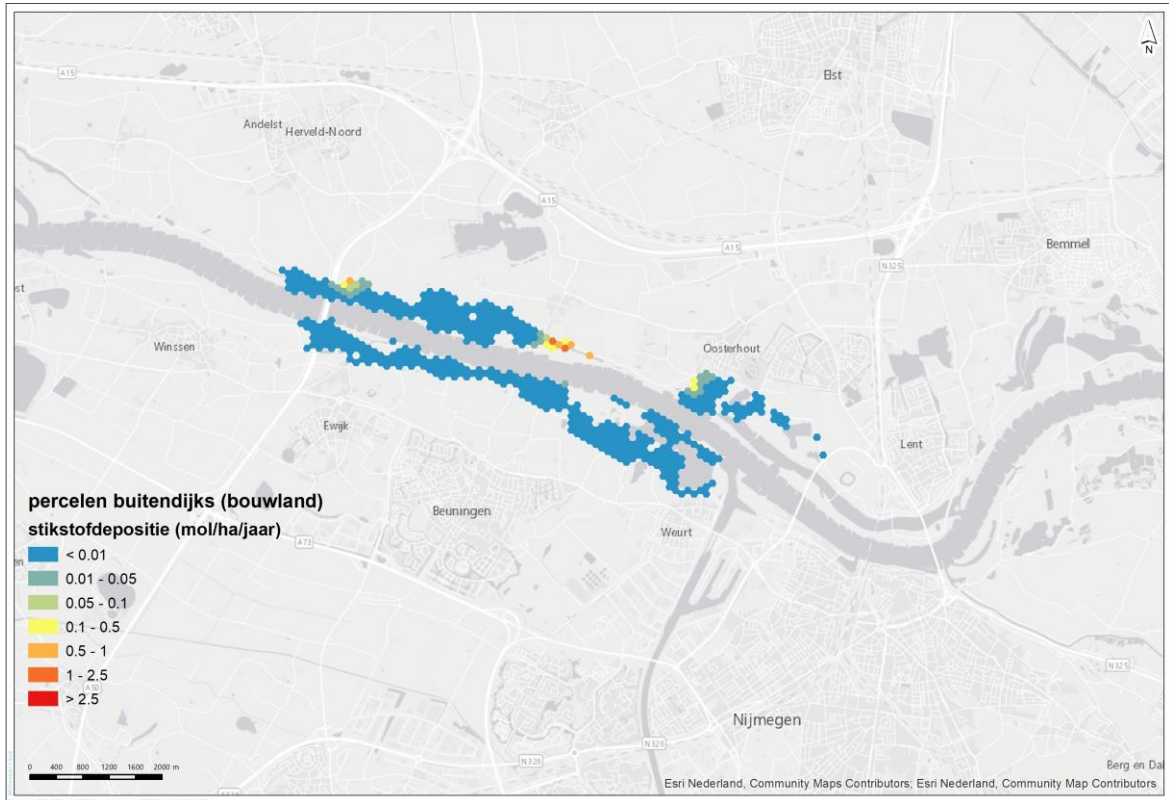 N
A15
Elst
Andelst
Herveld-Noord
A15
A15
Bemmel
N325
Winssen
Oosterhout
Ewijk
Lent
percelen buitendijks (bouwland)
stikstofdepositie (mol/ha/jaar)
Beuningen
Weurt
A73
< 0.01
0.01 - 0.05
0.05 - 0.1
0.1 - 0.5
0.5 - 1
1 - 2.5
> 2.5
N325
A50
Nijmegen
N326
N326
0 400 800 1200 1600 2000 m
Berg en Dal
Esri Nederland, Community Maps Contributors; Esri Nederland, Community Map Contributors